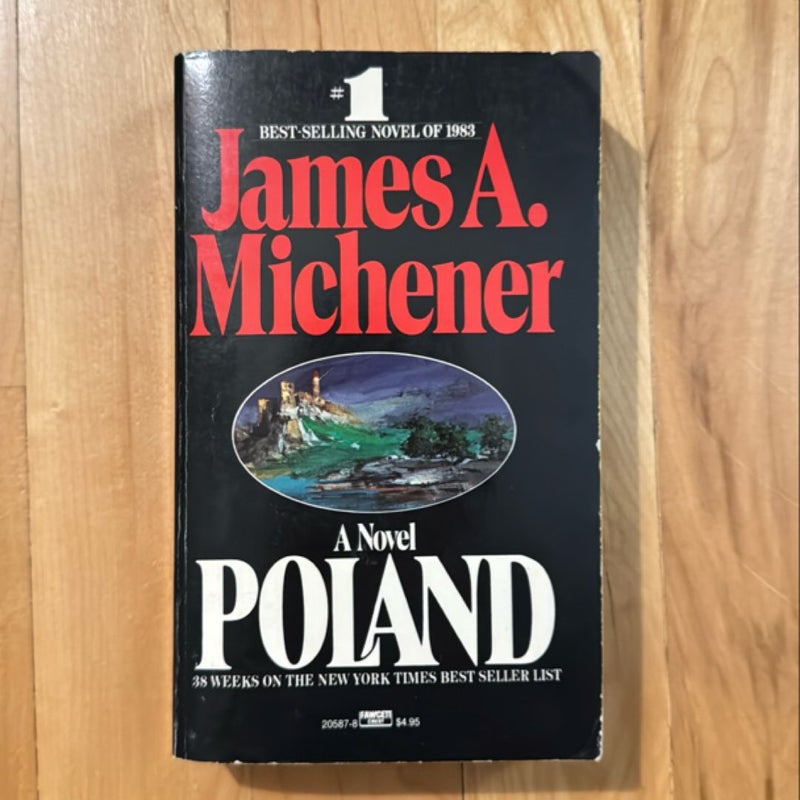 #1
BEST-SELLING NOVEL OF 1983
James A.
Michener
A Novel
POLAND
38 WEEKS ON THE NEW YORK TIMES BEST SELLER LIST
20587-8 FAWCETT CREST $4.95